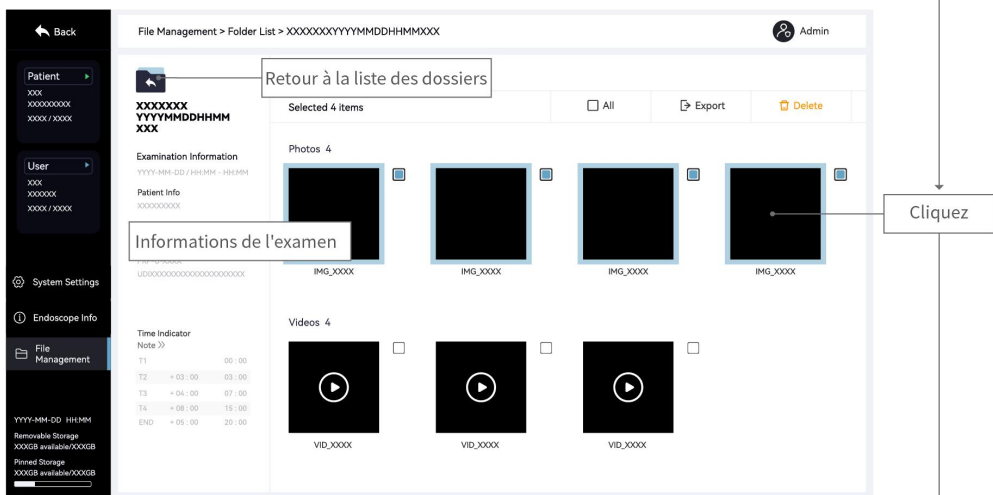 Back
File Management > Folder List > XXXXXXXYYYYMMDDHHMMXXX
Admin
Patient
XXX
XXXXXXXXX
XXXX / XXXX
User
XXX
XXXXXX
XXXX / XXXX
System Settings
Endoscope Info
File
Management
YYYY-MM-DD HH:MM
Removable Storage
XXXGB available/XXXGB
Pinned Storage
XXXGB available/XXXGB
Retour à la liste des dossiers
XXXXXXX
YYYYMMDDHHMM
XXX
Examination Information
YYYY-MM-DD / HH:MM - HH:MM
Patient Info
XXXXXXXXX
Informations de l'examen
UDIXXXXXXXXXXXXXXXXXXXX
Time Indicator
Note >>
T1 00 : 00
T2 + 03 : 00 03 : 00
T3 + 04 : 00 07 : 00
T4 + 08 : 00 15 : 00
END + 05 : 00 20 : 00
Selected 4 items
All
Export
Delete
Photos 4
IMG_XXXX
IMG_XXXX
IMG_XXXX
IMG_XXXX
Videos 4
VID_XXXX
VID_XXXX
VID_XXXX
Cliquez